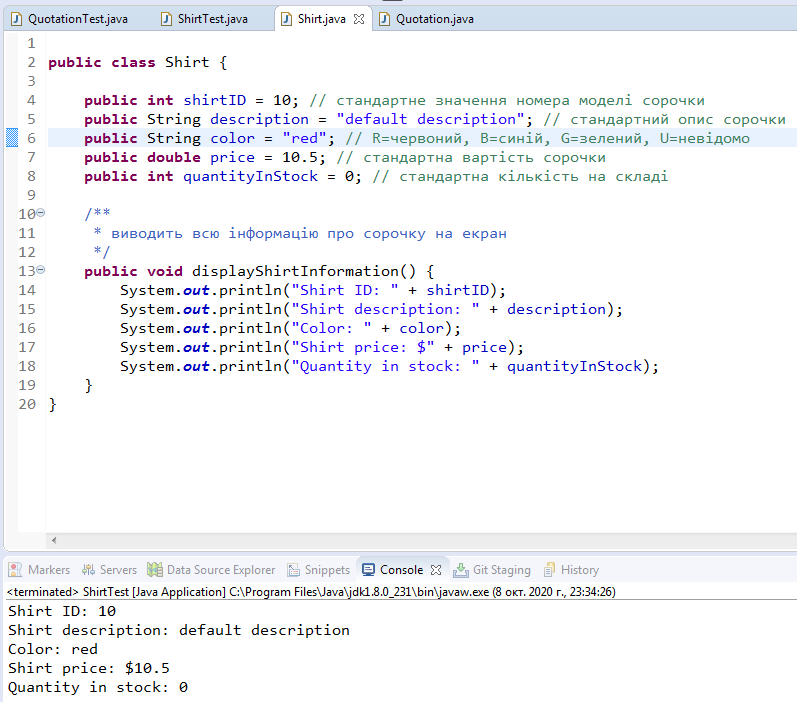 QuotationTest.java ShirtTest.java Shirt.java Quotation.java
1
2 public class Shirt {
3
4 public int shirtID = 10; // стандартне значення номера моделі сорочки
5 public String description = "default description"; // стандартний опис сорочки
6 public String color = "red"; // R=червоний, B=синій, G=зелений, U=невідомо
7 public double price = 10.5; // стандартна вартість сорочки
8 public int quantityInStock = 0; // стандартна кількість на складі
9
10 /**
11 * виводить всю інформацію про сорочку на екран
12 */
13 public void displayShirtInformation() {
14 System.out.println("Shirt ID: " + shirtID);
15 System.out.println("Shirt description: " + description);
16 System.out.println("Color: " + color);
17 System.out.println("Shirt price: $" + price);
18 System.out.println("Quantity in stock: " + quantityInStock);
19 }
20 }
Markers Servers Data Source Explorer Snippets Console Git Staging History
<terminated> ShirtTest [Java Application] C:\Program Files\Java\jdk1.8.0_231\bin\javaw.exe (8 окт. 2020 г., 23:34:26)
Shirt ID: 10
Shirt description: default description
Color: red
Shirt price: $10.5
Quantity in stock: 0